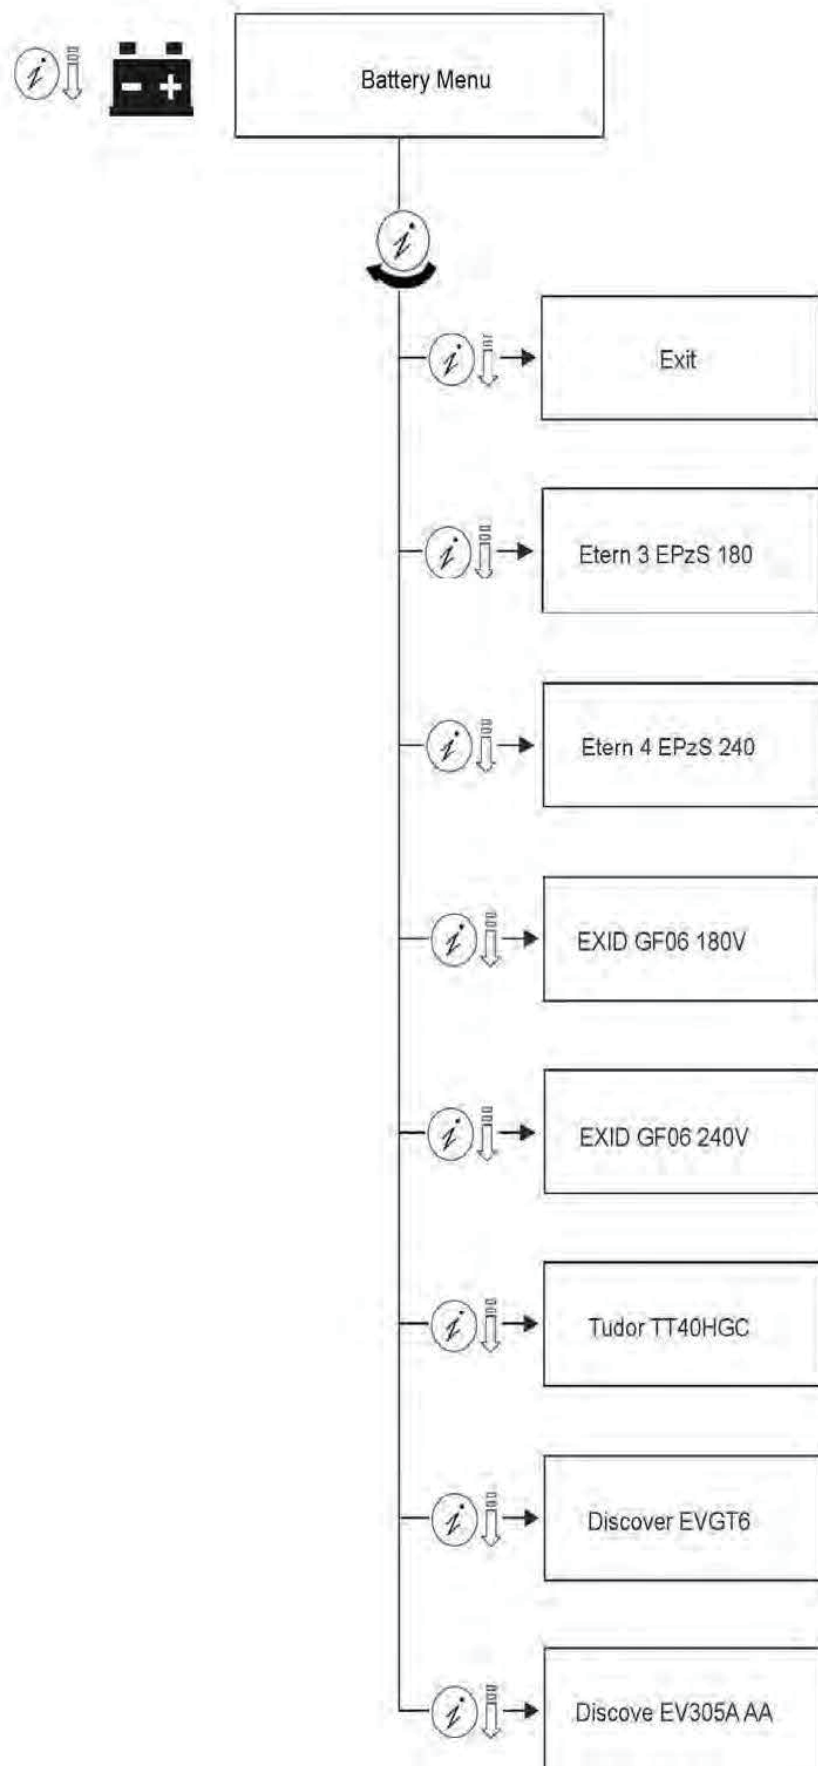 Battery Menu
Exit
Etern 3 EPzS 180
Etern 4 EPzS 240
EXID GF06 180V
EXID GF06 240V
Tudor TT40HGC
Discover EVGT6
Discove EV305A AA